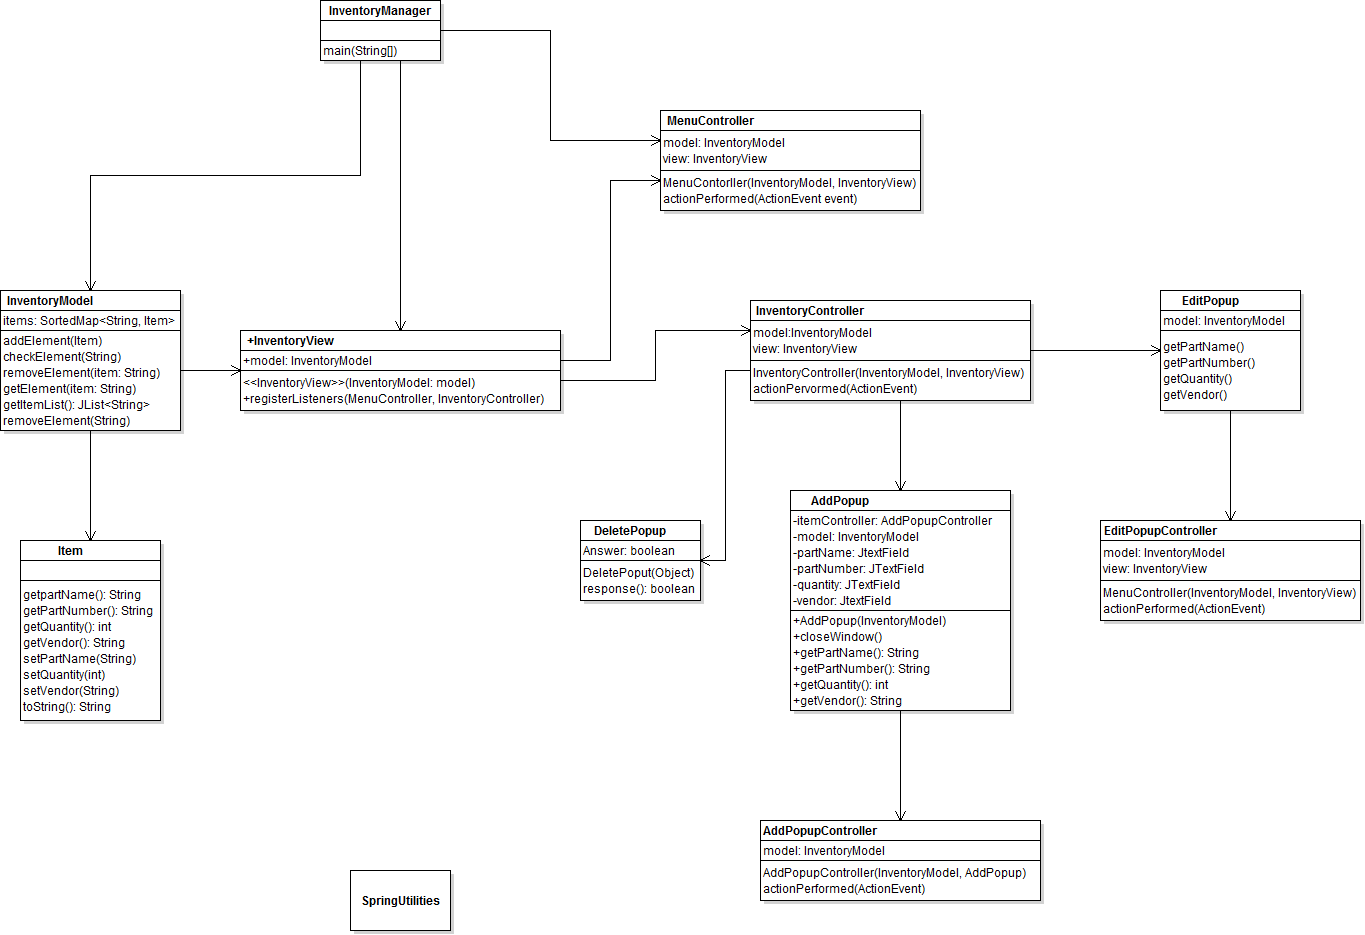 InventoryManager
main(String[])
MenuController
model: InventoryModel
view: InventoryView
MenuContorller(InventoryModel, InventoryView)
actionPerformed(ActionEvent event)
InventoryModel
items: SortedMap<String, Item>
addElement(Item)
checkElement(String)
removeElement(item: String)
getElement(item: String)
getItemList(): JList<String>
removeElement(String)
+InventoryView
+model: InventoryModel
<<InventoryView>>(InventoryModel: model)
+registerListeners(MenuController, InventoryController)
InventoryController
model:InventoryModel
view: InventoryView
InventoryController(InventoryModel, InventoryView)
actionPervormed(ActionEvent)
EditPopup
model: InventoryModel
getPartName()
getPartNumber()
getQuantity()
getVendor()
Item
getpartName(): String
getPartNumber(): String
getQuantity(): int
getVendor(): String
setPartName(String)
setQuantity(int)
setVendor(String)
toString(): String
DeletePopup
Answer: boolean
DeletePoput(Object)
response(): boolean
AddPopup
-itemController: AddPopupController
-model: InventoryModel
-partName: JtextField
-partNumber: JTextField
-quantity: JTextField
-vendor: JtextField
+AddPopup(InventoryModel)
+closeWindow()
+getPartName(): String
+getPartNumber(): String
+getQuantity(): int
+getVendor(): String
EditPopupController
model: InventoryModel
view: InventoryView
MenuController(InventoryModel, InventoryView)
actionPerformed(ActionEvent)
AddPopupController
model: InventoryModel
AddPopupController(InventoryModel, AddPopup)
actionPerformed(ActionEvent)
SpringUtilities